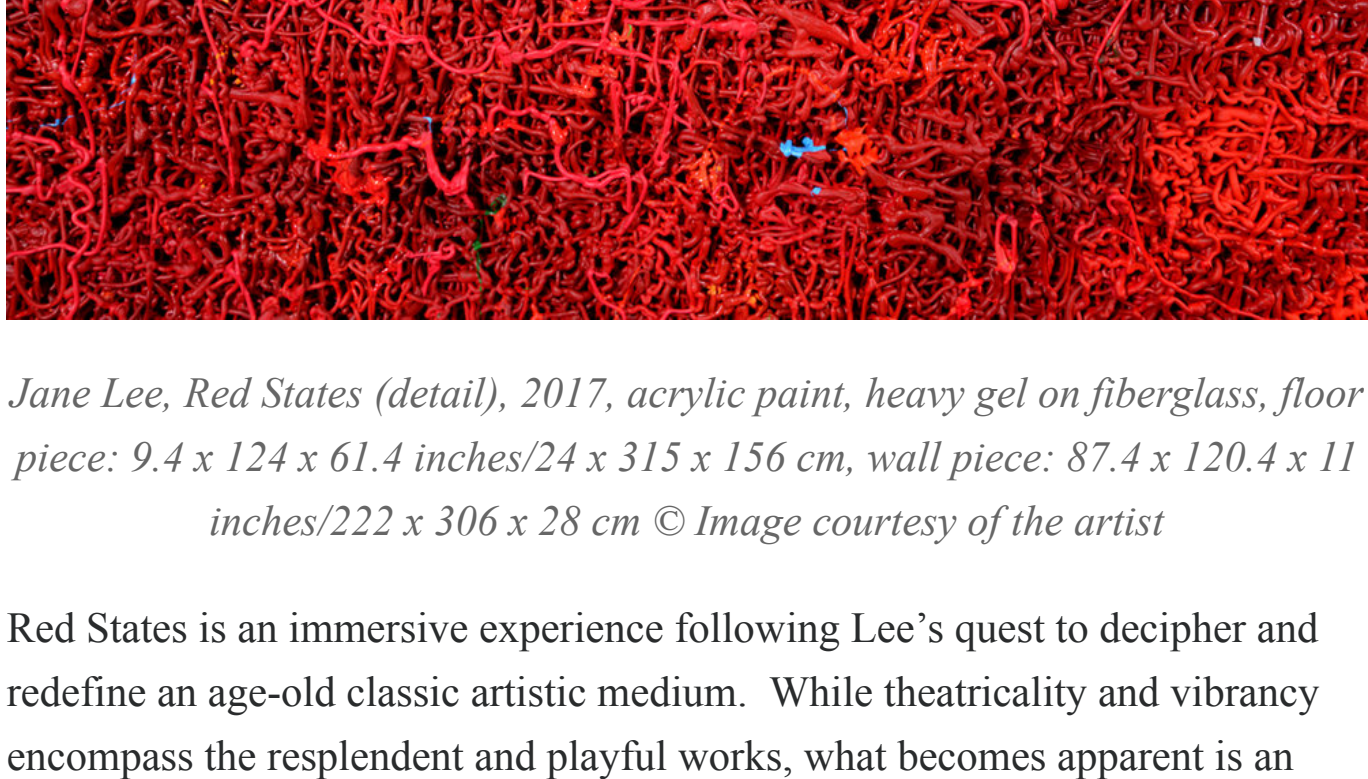 Jane Lee, Red States (detail), 2017, acrylic paint, heavy gel on fiberglass, floor
piece: 9.4 x 124 x 61.4 inches/24 x 315 x 156 cm, wall piece: 87.4 x 120.4 x 11
inches/222 x 306 x 28 cm © Image courtesy of the artist
Red States is an immersive experience following Lee’s quest to decipher and
redefine an age-old classic artistic medium.  While theatricality and vibrancy
encompass the resplendent and playful works, what becomes apparent is an